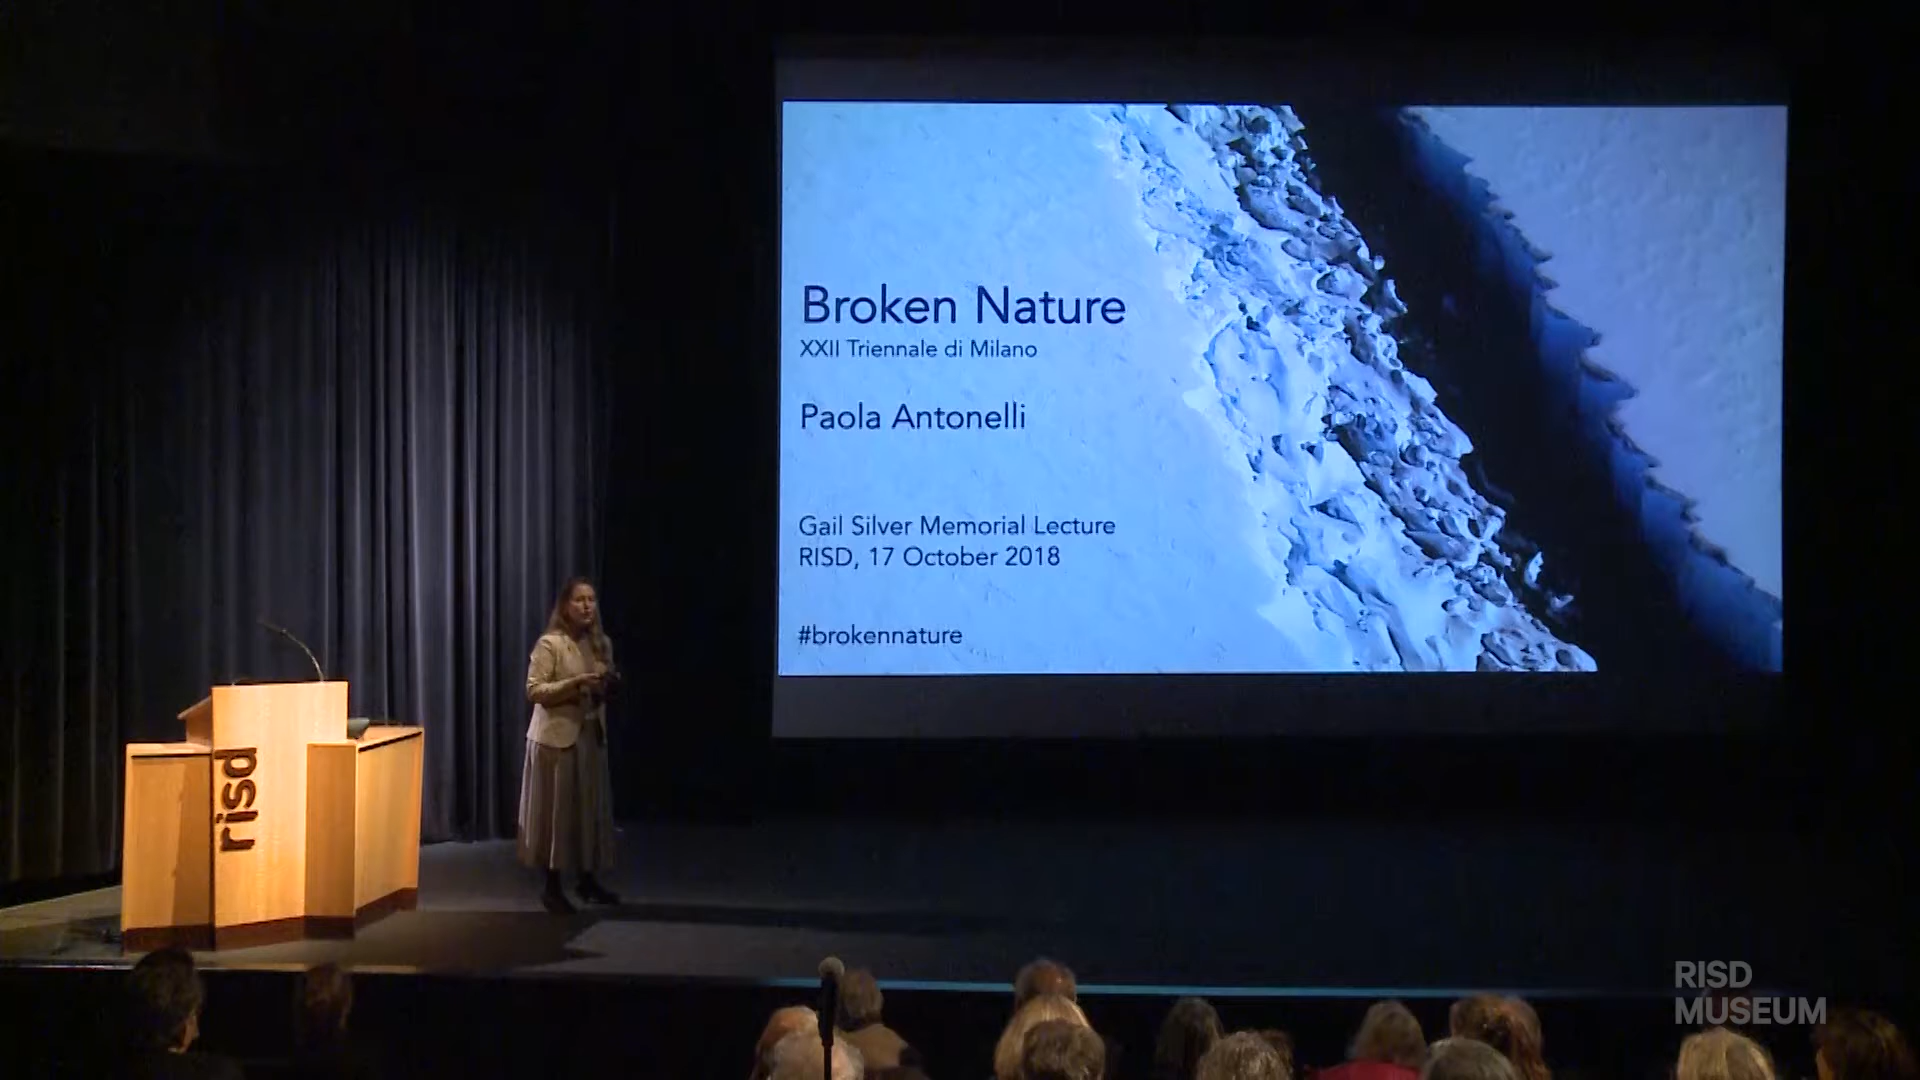 Broken Nature
XXII Triennale di Milano
Paola Antonelli
Gail Silver Memorial Lecture
RISD, 17 October 2018
#brokennature
risd
RISD
MUSEUM